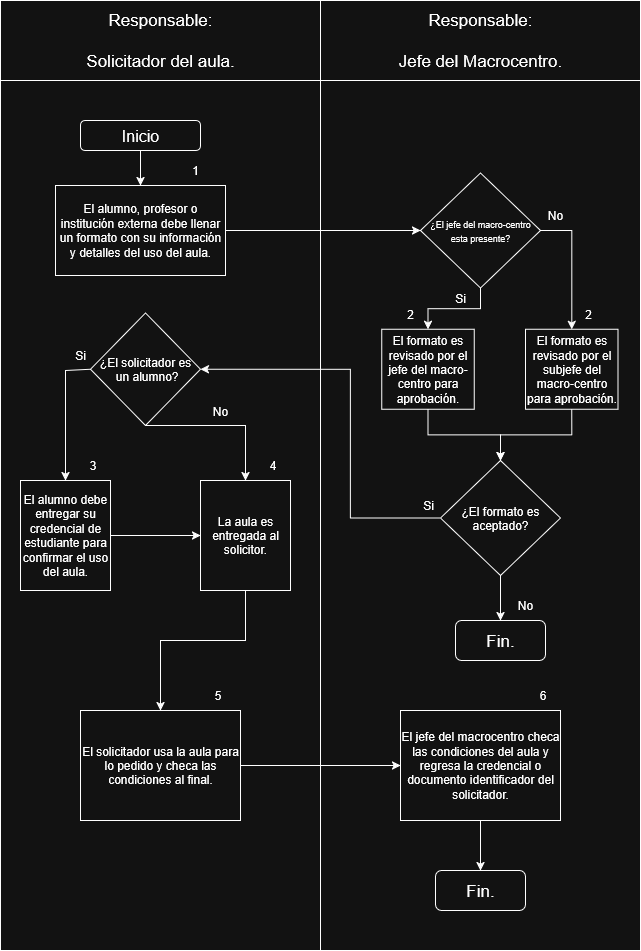 Responsable:
Solicitador del aula.
Responsable:
Jefe del Macrocentro.
Inicio
1
El alumno, profesor o
institución externa debe llenar
un formato con su información
y detalles del uso del aula.
¿El jefe del macro-centro
esta presente?
No
Si
2
El formato es
revisado por el
jefe del macro-
centro para
aprobación.
2
El formato es
revisado por el
subjefe del
macro-centro
para aprobación.
¿El solicitador es
un alumno?
Si
No
3
El alumno debe
entregar su
credencial de
estudiante para
confirmar el uso
del aula.
4
La aula es
entregada al
solicitor.
Si
¿El formato es
aceptado?
No
Fin.
5
El solicitador usa la aula para
lo pedido y checa las
condiciones al final.
6
El jefe del macrocentro checa
las condiciones del aula y
regresa la credencial o
documento identificador del
solicitador.
Fin.